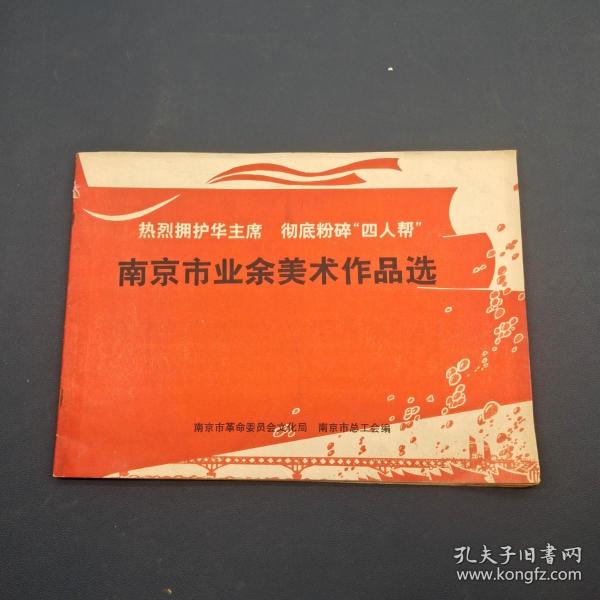 热烈拥护华主席 彻底粉碎“四人帮”
南京市业余美术作品选
南京市革命委员会文化局 南京市总工会编
孔夫子旧书网
www.kongfz.com